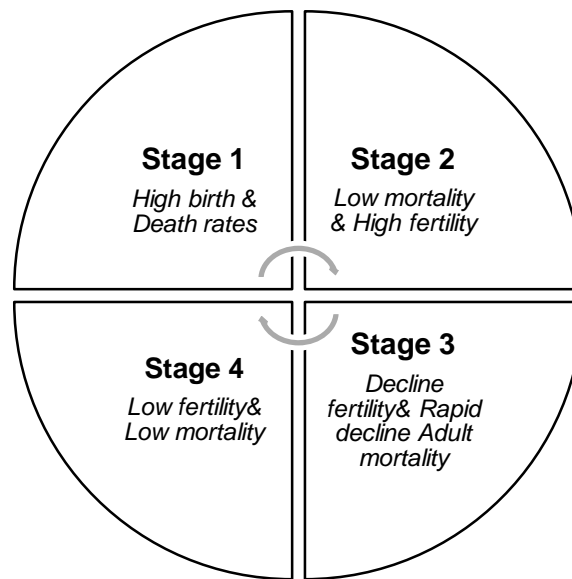 Stage 1
High birth &
Death rates
Stage 2
Low mortality
& High fertility
Stage 3
Decline
fertility& Rapid
decline Adult
mortality
Stage 4
Low fertility&
Low mortality